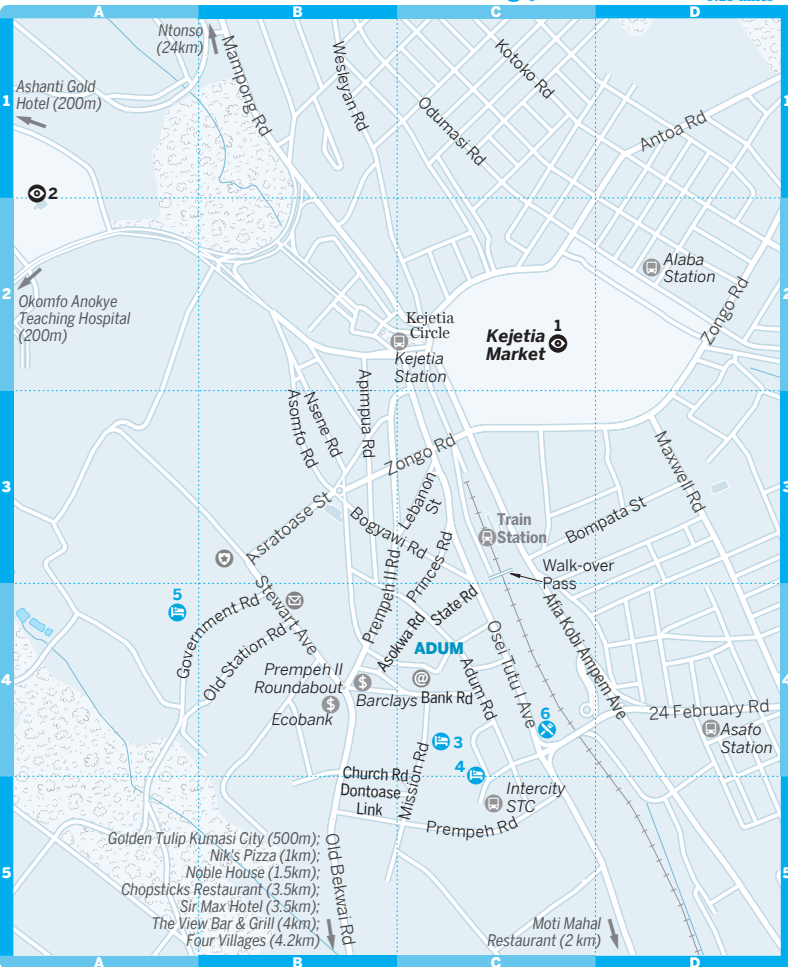 A
B
C
D
Ntonso
(24km)
Mampong Rd
Wesleyan Rd
Kotoko Rd
Odumasi Rd
Antoa Rd
1
1
Ashanti Gold
Hotel (200m)
2
Alaba
Station
2
2
Okomfo Anokye
Teaching Hospital
(200m)
Zongo Rd
Kejetia
Circle
Kejetia
Market
1
Kejetia
Station
Asomfo Rd
Nsene Rd
Apimpua Rd
Zongo Rd
Maxwell Rd
3
3
Lebanon
St
Asratoase St
Bogyawi Rd
Train
Station
Bompata St
Prempeh II Rd
Princes Rd
Walk-over
Pass
5
Stewart Ave
Government Rd
Old Station Rd
Asokwa Rd
State Rd
ADUM
Osei Tutu I Ave
Afia Kobi Ampem Ave
4
4
Prempeh II
Roundabout
Barclays
Bank Rd
Adum Rd
Ecobank
24 February Rd
6
Asafo
Station
3
4
Church Rd
Dontoase
Link
Mission Rd
Intercity
STC
Prempeh Rd
5
5
Golden Tulip Kumasi City (500m);
Nik's Pizza (1km);
Noble House (1.5km);
Chopsticks Restaurant (3.5km);
Sir Max Hotel (3.5km);
The View Bar & Grill (4km);
Four Villages (4.2km)
Old Bekwai Rd
Moti Mahal
Restaurant (2 km)
A
B
C
D